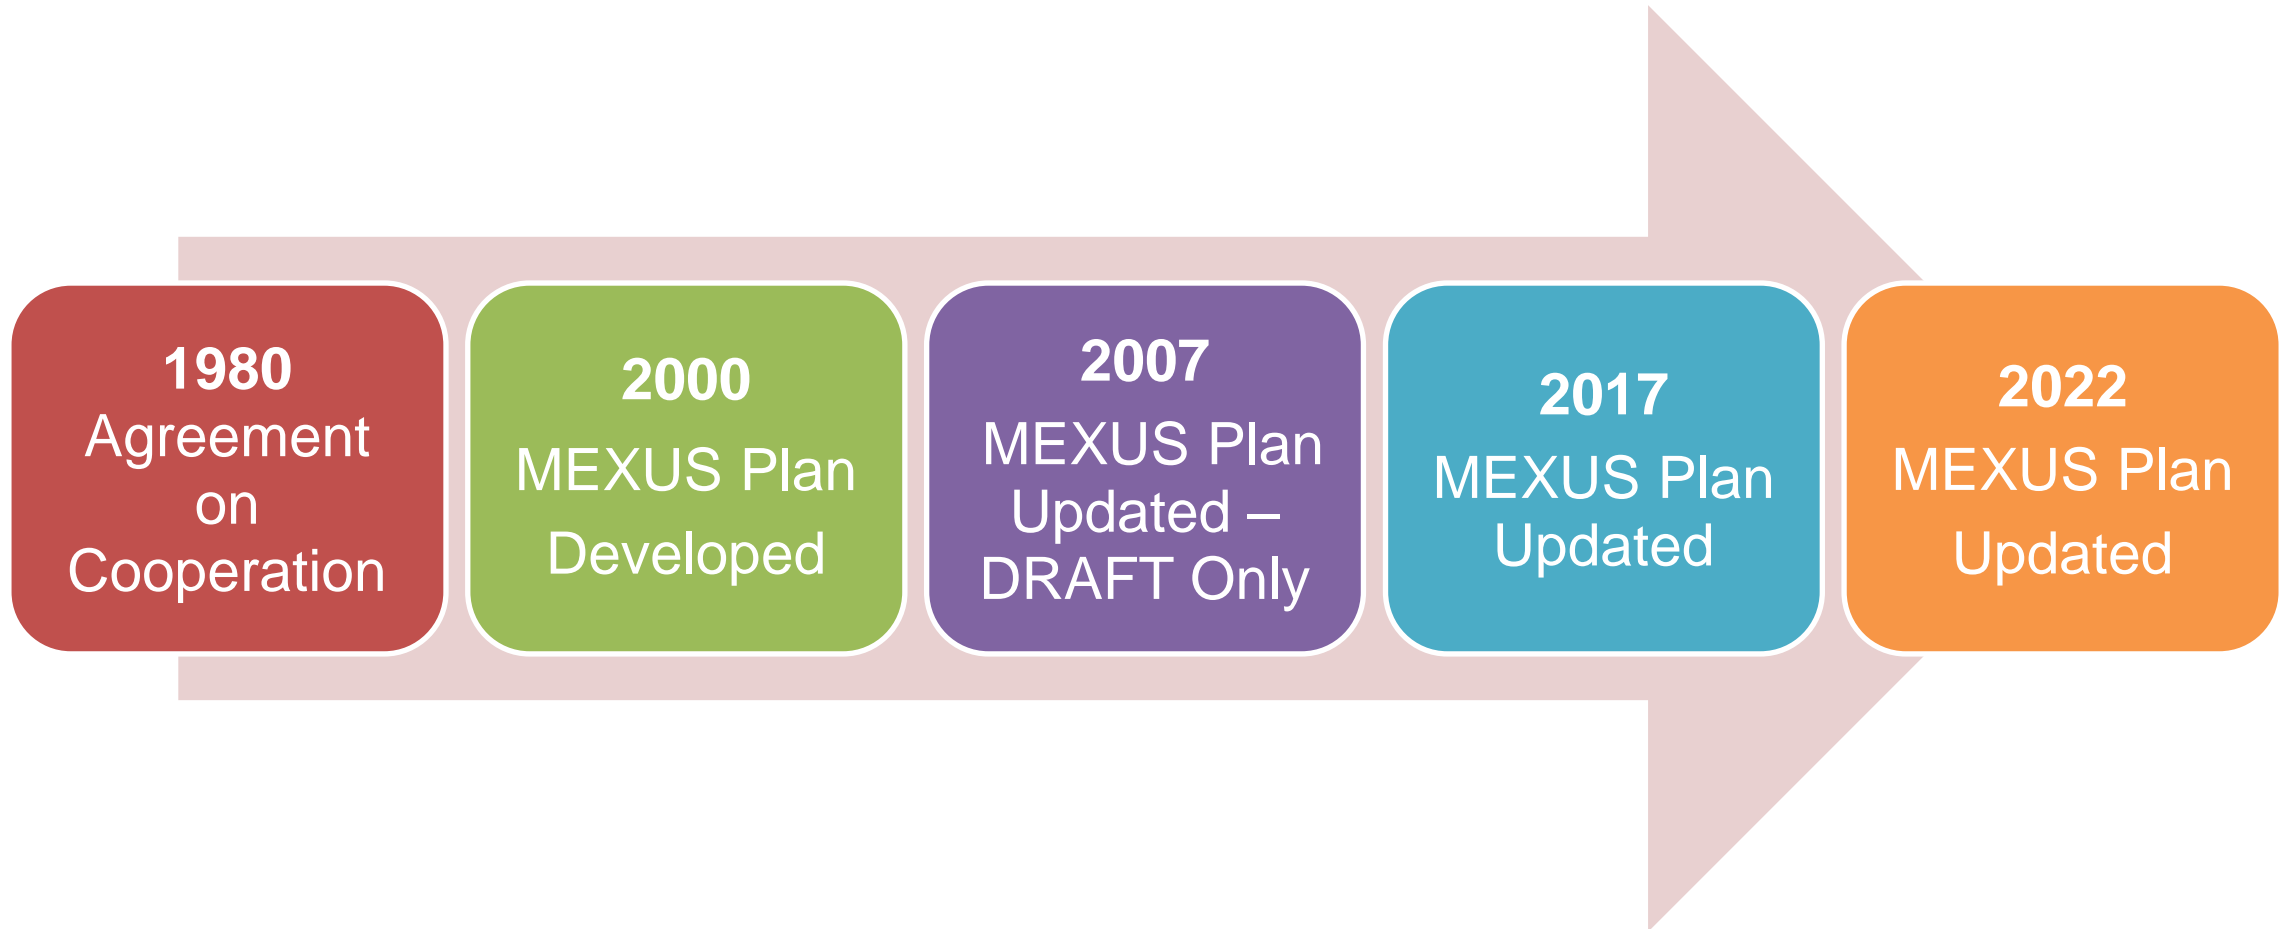 1980
Agreement
on
Cooperation
2000
MEXUS Plan
Developed
2007
MEXUS Plan
Updated –
DRAFT Only
2017
MEXUS Plan
Updated
2022
MEXUS Plan
Updated